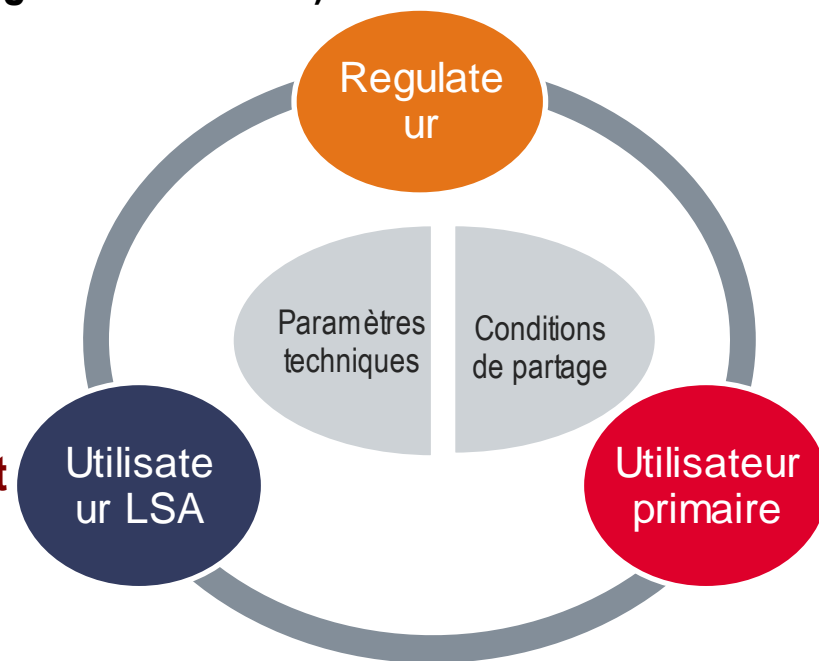 Regulate
ur
Paramètres
techniques
Conditions
de partage
Utilisate
ur LSA
Utilisateur
primaire
t